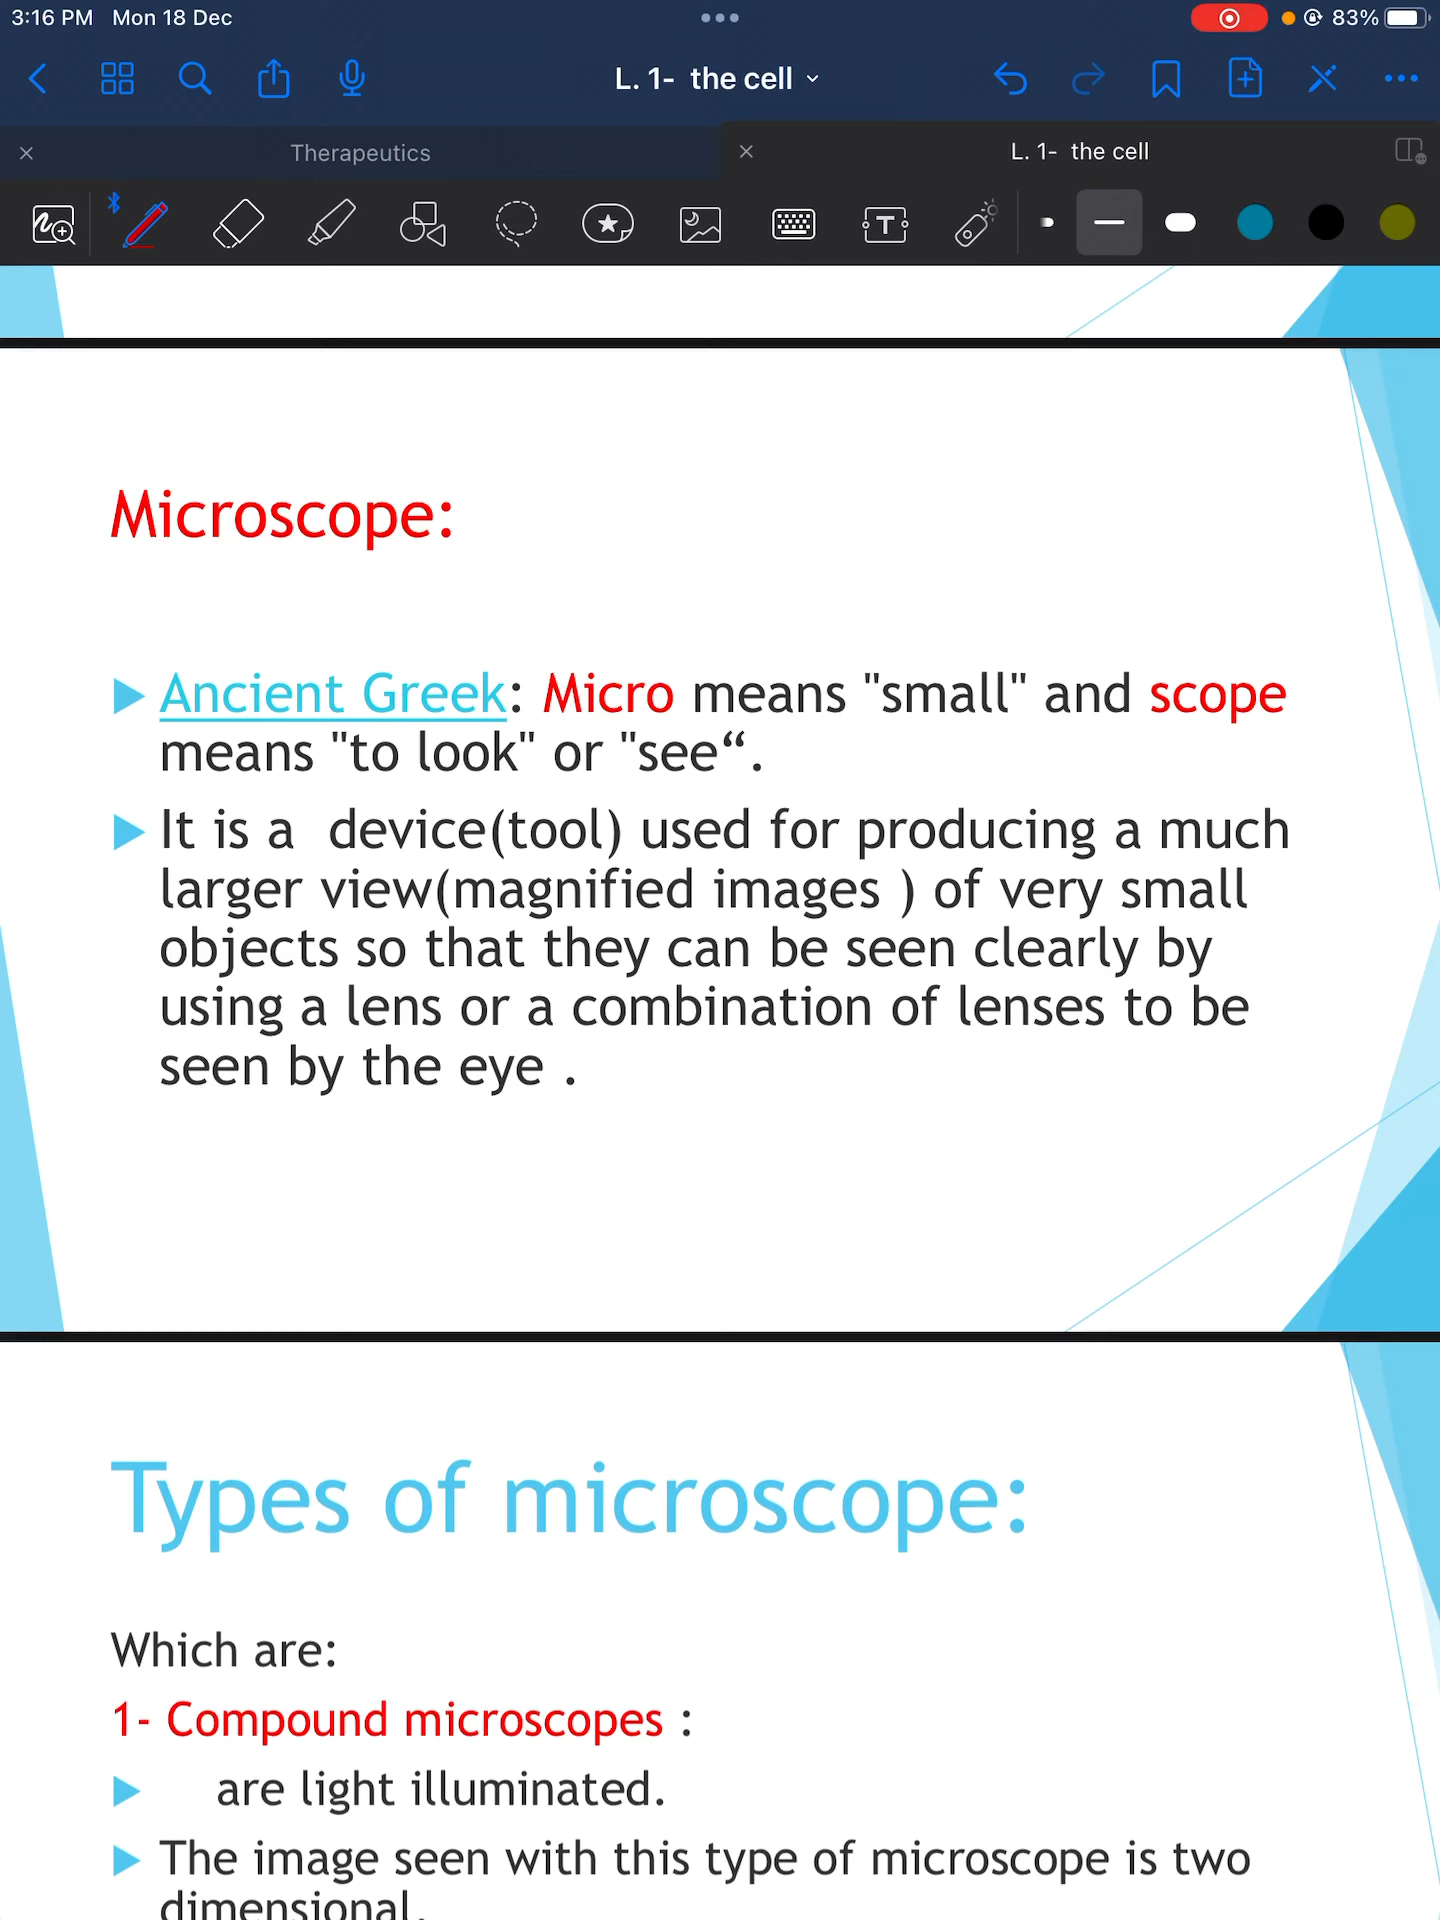 3:16 PM Mon 18 Dec
83%
L. 1- the cell
Therapeutics
L. 1- the cell
Microscope:
Ancient Greek: Micro means "small" and scope
means "to look" or "see“.
It is a device(tool) used for producing a much
larger view(magnified images ) of very small
objects so that they can be seen clearly by
using a lens or a combination of lenses to be
seen by the eye .
Types of microscope:
Which are:
1- Compound microscopes :
are light illuminated.
The image seen with this type of microscope is two
dimensional.